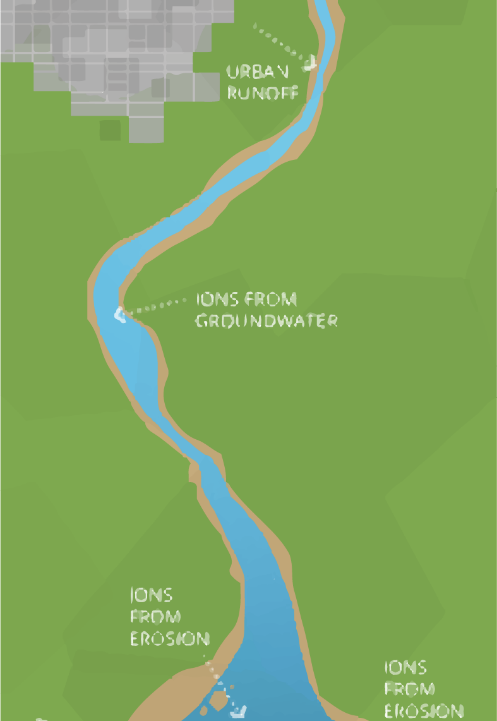 URBAN
RUNOFF
IONS FROM
GROUNDWATER
IONS
FROM
EROSION
IONS
FROM
EROSION